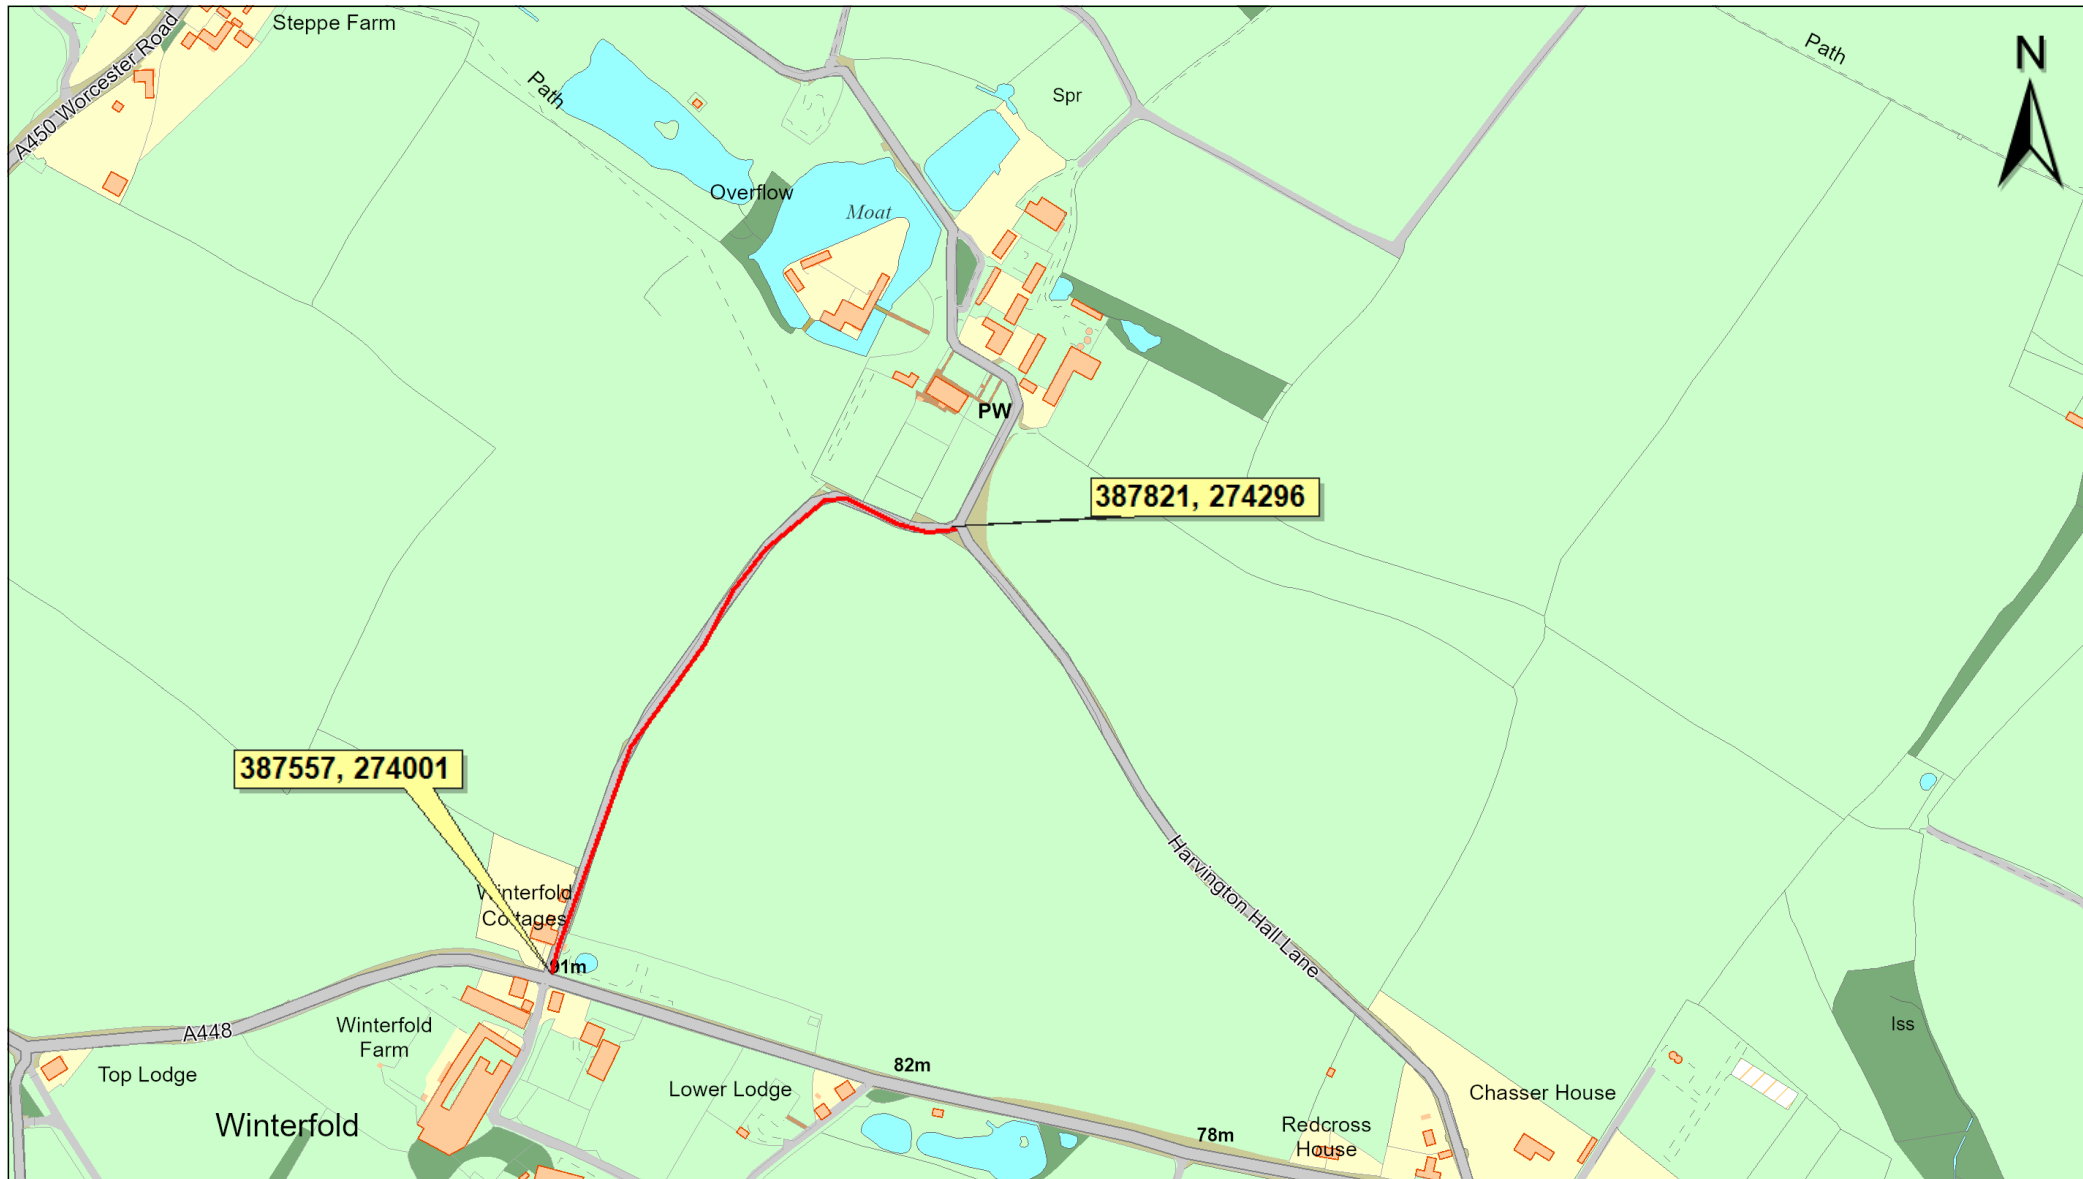 Steppe Farm
A450 Worcester Road
Path
Path
N
Spr
Overflow
Moat
PW
387821, 274296
387557, 274001
Winterfold
Cottages
91m
Harvington Hall Lane
A448
Winterfold
Farm
Top Lodge
Winterfold
Lower Lodge
82m
78m
Redcross
House
Chasser House
Iss